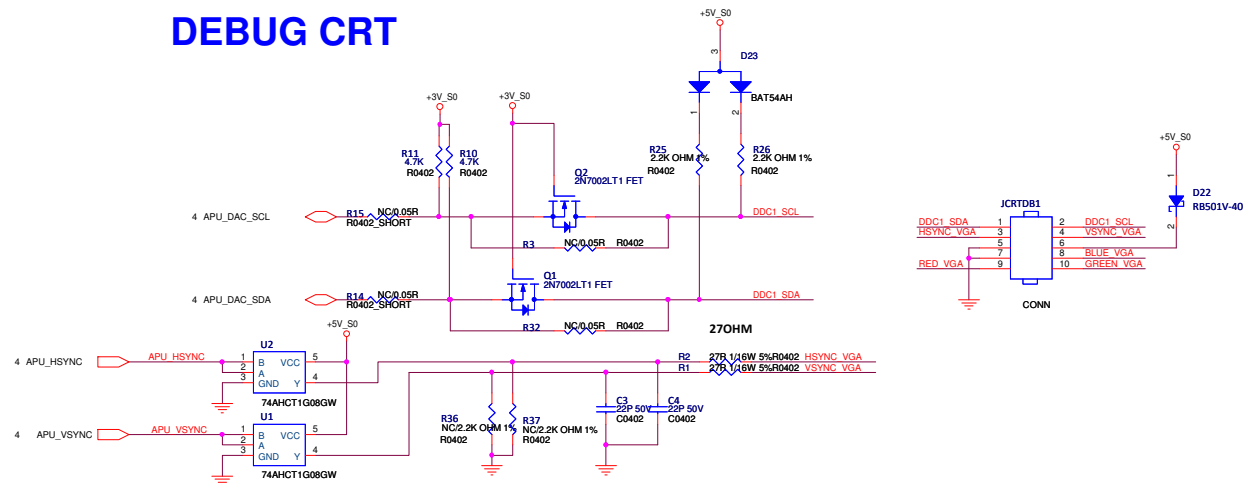 DEBUG CRT
+5V_S0
3
D23
BAT54AH
1
2
+3V_S0
+3V_S0
R11
4.7K
R0402
R10
4.7K
R0402
R25
2.2K OHM 1%
R0402
R26
2.2K OHM 1%
R0402
Q2
2N7002LT1 FET
4 APU_DAC_SCL
R15
NC/0.05R
R0402_SHORT
DDC1_SCL
R3
NC/0.05R
R0402
Q1
2N7002LT1 FET
4 APU_DAC_SDA
R14
NC/0.05R
R0402_SHORT
DDC1_SDA
R32
NC/0.05R
R0402
+5V_S0
27OHM
4 APU_HSYNC
APU_HSYNC
U2
1 B VCC 5
2 A
3 GND Y 4
74AHCT1G08GW
R2
27R 1/16W 5%R0402
HSYNC_VGA
R1
27R 1/16W 5%R0402
VSYNC_VGA
4 APU_VSYNC
APU_VSYNC
U1
1 B VCC 5
2 A
3 GND Y 4
74AHCT1G08GW
R36
NC/2.2K OHM 1%
R0402
R37
NC/2.2K OHM 1%
R0402
C3
22P 50V
C0402
C4
22P 50V
C0402
+5V_S0
1
D22
RB501V-40
2
JCRTDB1
DDC1_SDA 1 2 DDC1_SCL
HSYNC_VGA 3 4 VSYNC_VGA
5 6
7 8 BLUE_VGA
RED_VGA 9 10 GREEN_VGA
CONN